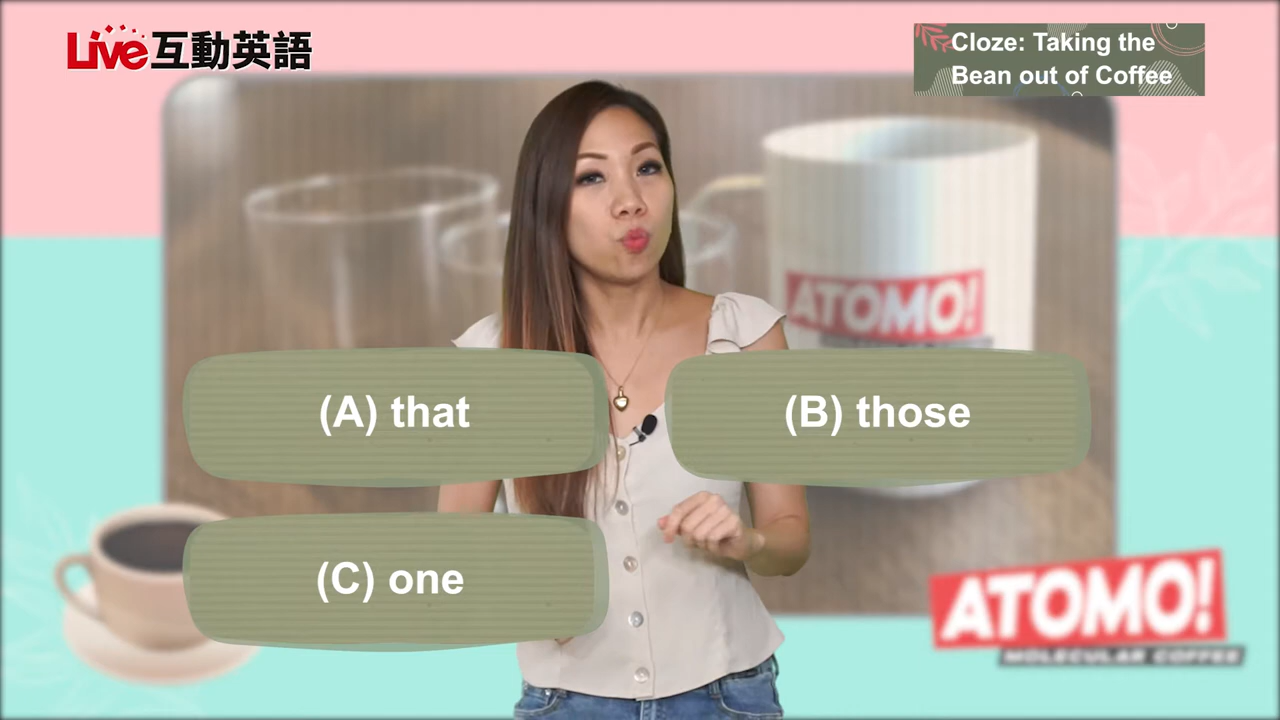 Live互動英語
Cloze: Taking the
Bean out of Coffee
ATOMO!
(A) that
(B) those
(C) one
ATOMO!
MOLECULAR COFFEE